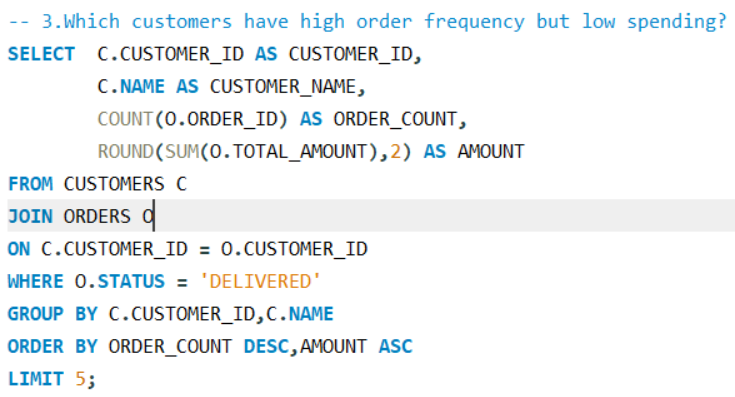 -- 3.Which customers have high order frequency but low spending?
SELECT  C.CUSTOMER_ID AS CUSTOMER_ID,
        C.NAME AS CUSTOMER_NAME,
        COUNT(O.ORDER_ID) AS ORDER_COUNT,
        ROUND(SUM(O.TOTAL_AMOUNT),2) AS AMOUNT
FROM CUSTOMERS C
JOIN ORDERS O
ON C.CUSTOMER_ID = O.CUSTOMER_ID
WHERE O.STATUS = 'DELIVERED'
GROUP BY C.CUSTOMER_ID,C.NAME
ORDER BY ORDER_COUNT DESC,AMOUNT ASC
LIMIT 5;